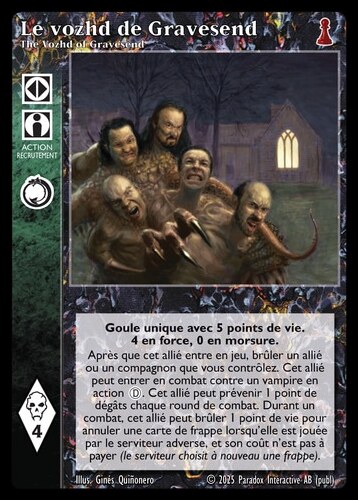 Le vozhd de Gravesend
The Vozhd of Gravesend
ACTION
RECRUTEMENT
Goule unique avec 5 points de vie.
4 en force, 0 en morsure.
Après que cet allié entre en jeu, brûler un allié
ou un compagnon que vous contrôlez. Cet allié
peut entrer en combat contre un vampire en
action Ⓓ. Cet allié peut prévenir 1 point de
dégâts chaque round de combat. Durant un
combat, cet allié peut brûler 1 point de vie pour
annuler une carte de frappe lorsqu'elle est jouée
par le serviteur adverse, et son coût n'est pas à
payer (le serviteur choisit à nouveau une frappe).
4
Illus. Ginés Quiñonero
© 2025 Paradox Interactive AB (publ)